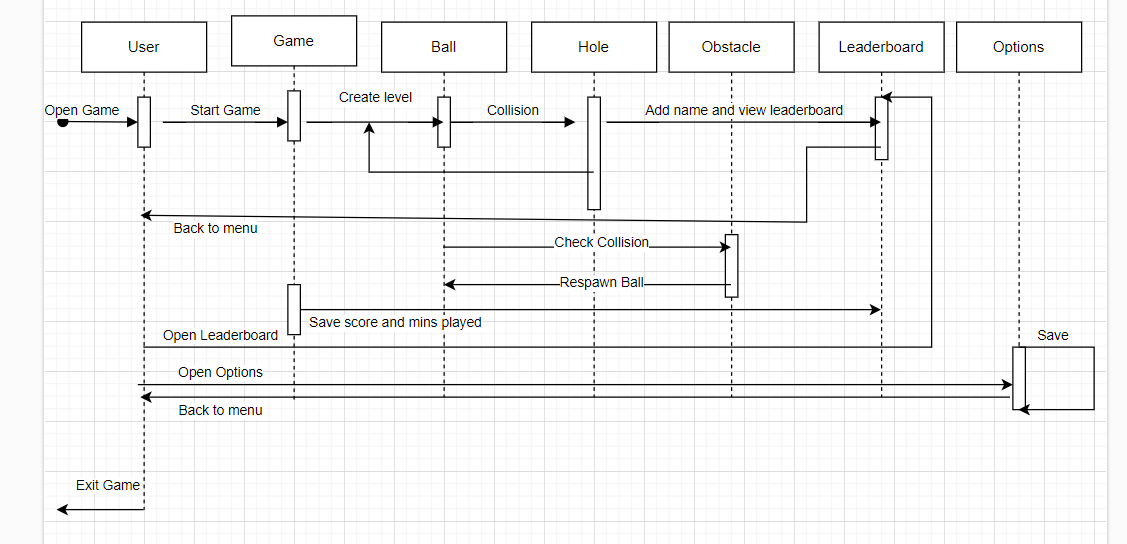 User
Game
Ball
Hole
Obstacle
Leaderboard
Options
Open Game
Start Game
Create level
Collision
Add name and view leaderboard
Back to menu
Check Collision
Respawn Ball
Save score and mins played
Open Leaderboard
Save
Open Options
Back to menu
Exit Game